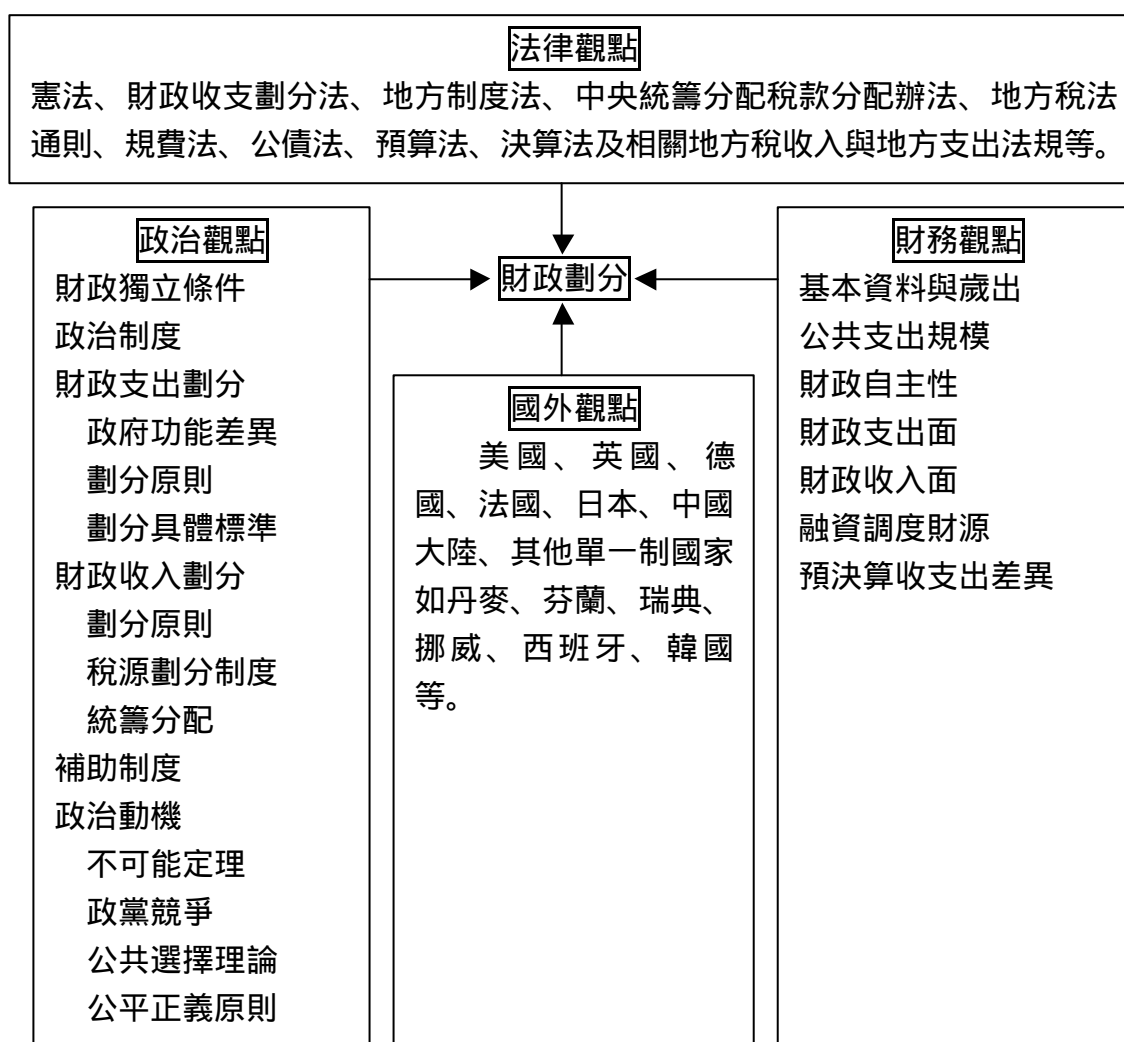 法律觀點
憲法、財政收支劃分法、地方制度法、中央統籌分配稅款分配辦法、地方稅法
通則、規費法、公債法、預算法、決算法及相關地方稅收入與地方支出法規等。
政治觀點
財政獨立條件
政治制度
財政支出劃分
政府功能差異
劃分原則
劃分具體標準
財政收入劃分
劃分原則
稅源劃分制度
統籌分配
補助制度
政治動機
不可能定理
政黨競爭
公共選擇理論
公平正義原則
財政劃分
國外觀點
美國、英國、德
國、法國、日本、中國
大陸、其他單一制國家
如丹麥、芬蘭、瑞典、
挪威、西班牙、韓國
等。
財務觀點
基本資料與歲出
公共支出規模
財政自主性
財政支出面
財政收入面
融資調度財源
預決算收支出差異